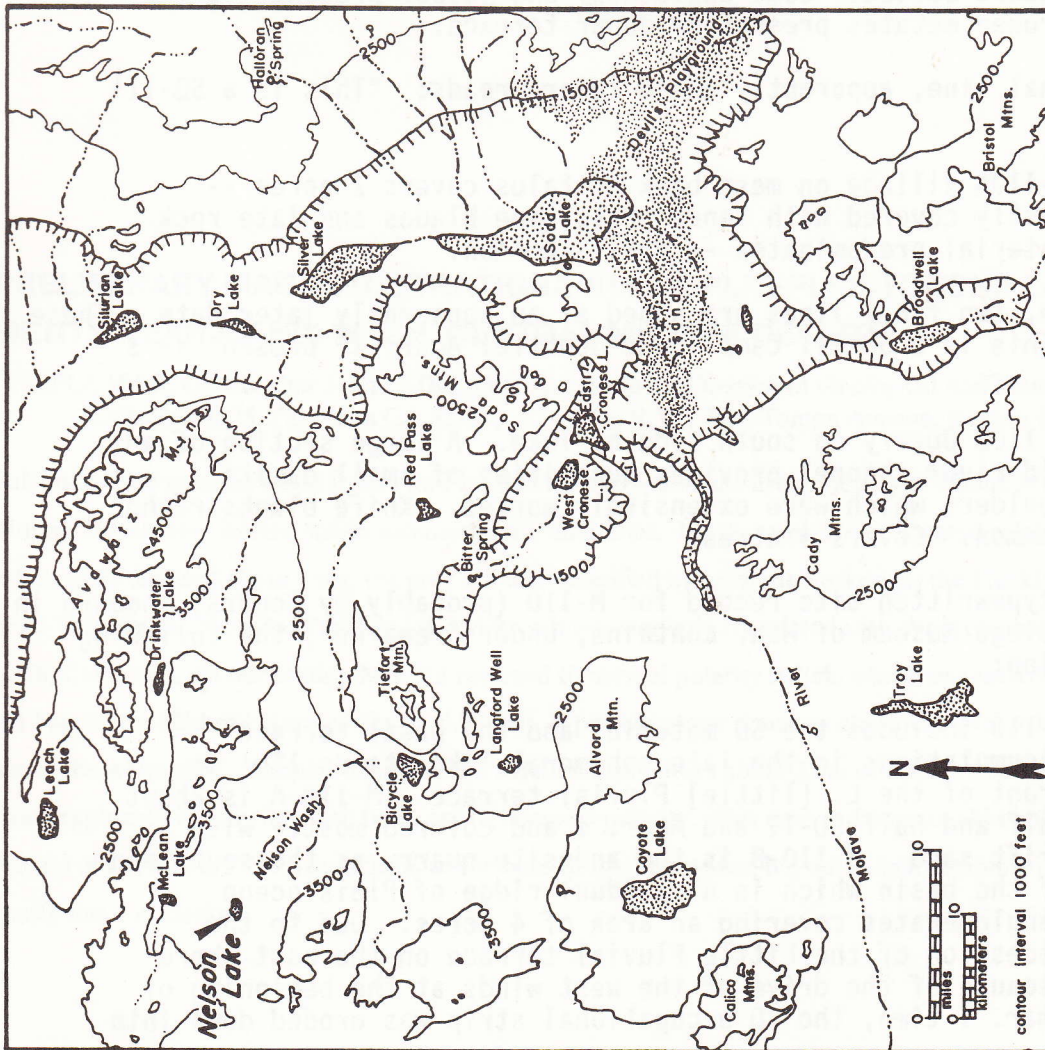 Leach
Lake
2500
McLean
Lake
Nelson
Lake
3500
Drinkwater
Lake
3500
4500
Avawatz Mts.
Silurian
Lake
Dry
Lake
Halloran
Spring
2500
1500
Silver
Lake
Nelson Wash
3500
3500
2500
Bicycle
Lake
Tiefort
Mtn.
Langford Well
Lake
Red Pass
Lake
Bitter
Spring
1500
Soda Mtns
2500
Soda
Lake
Devils Playground
West
Cronese
L.
East
Cronese
L.
sand
Coyote
Lake
Alvord Mtn.
2500
Calico
Mtns.
Mojave River
Troy
Lake
Cady
Mtns.
2500
Broadwell
Lake
Bristol
Mtns
2500
N
0 10
miles
0 10
kilometers
contour interval 1000 feet